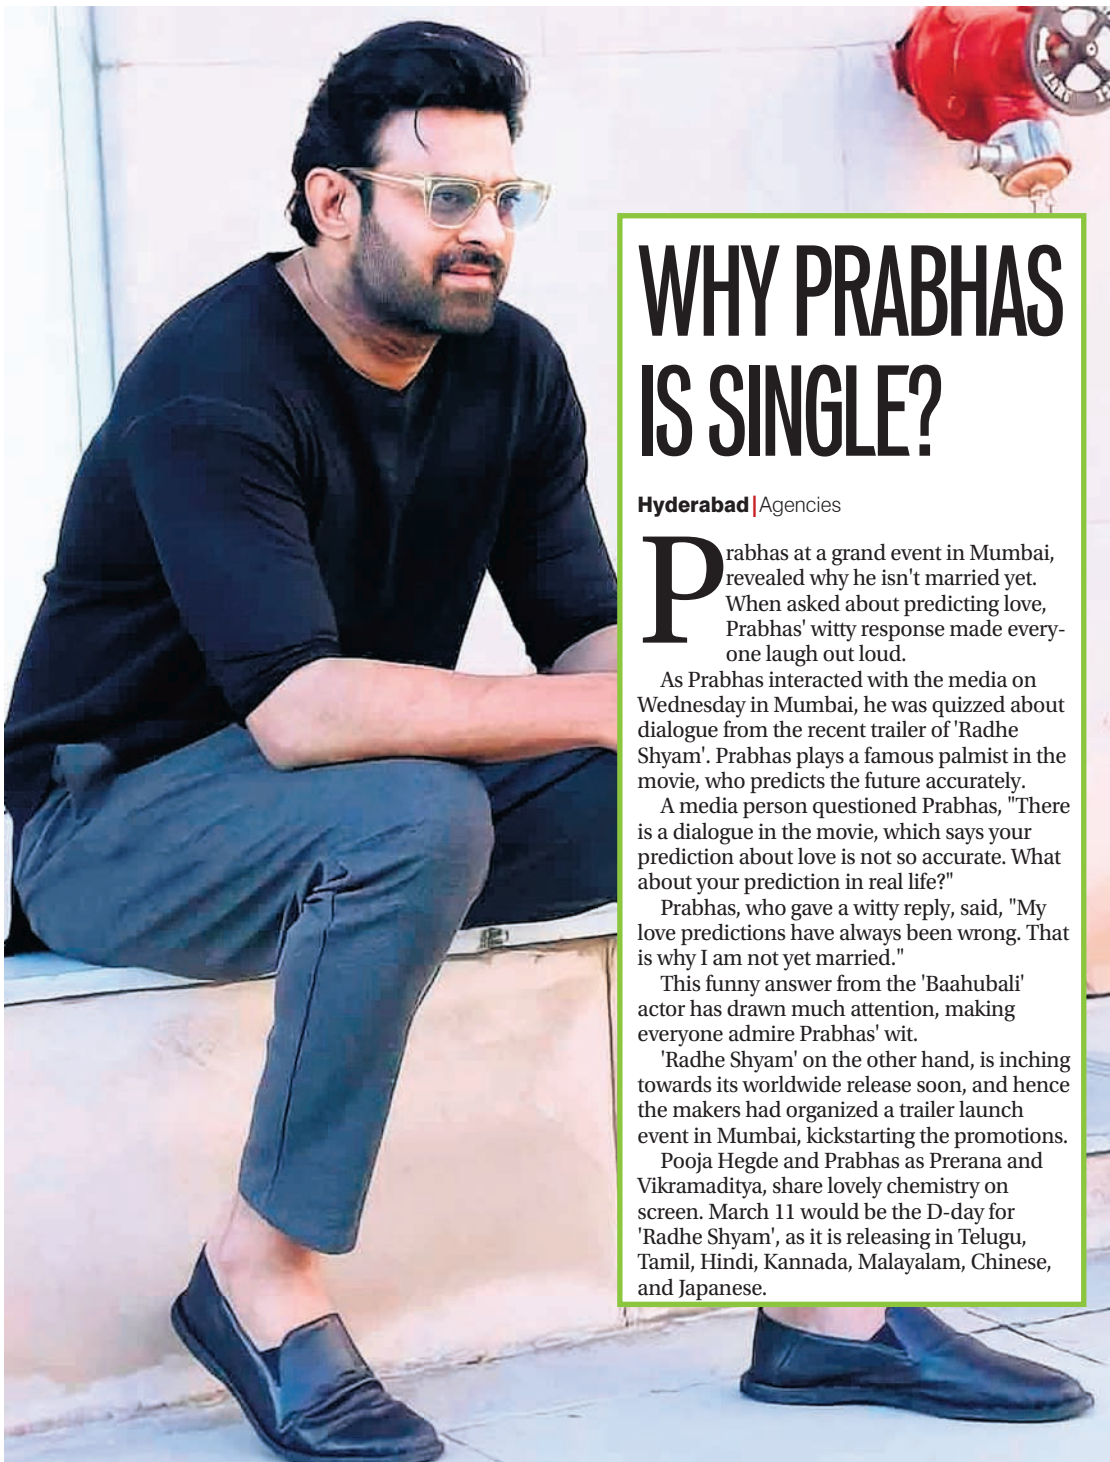 WHY PRABHAS
IS SINGLE?
Hyderabad|Agencies
Prabhas at a grand event in Mumbai,
revealed why he isn't married yet.
When asked about predicting love,
Prabhas' witty response made every-
one laugh out loud.
As Prabhas interacted with the media on
Wednesday in Mumbai, he was quizzed about
dialogue from the recent trailer of 'Radhe
Shyam'. Prabhas plays a famous palmist in the
movie, who predicts the future accurately.
A media person questioned Prabhas, "There
is a dialogue in the movie, which says your
prediction about love is not so accurate. What
about your prediction in real life?"
Prabhas, who gave a witty reply, said, "My
love predictions have always been wrong. That
is why I am not yet married."
This funny answer from the 'Baahubali'
actor has drawn much attention, making
everyone admire Prabhas' wit.
'Radhe Shyam' on the other hand, is inching
towards its worldwide release soon, and hence
the makers had organized a trailer launch
event in Mumbai, kickstarting the promotions.
Pooja Hegde and Prabhas as Prerana and
Vikramaditya, share lovely chemistry on
screen. March 11 would be the D-day for
'Radhe Shyam', as it is releasing in Telugu,
Tamil, Hindi, Kannada, Malayalam, Chinese,
and Japanese.